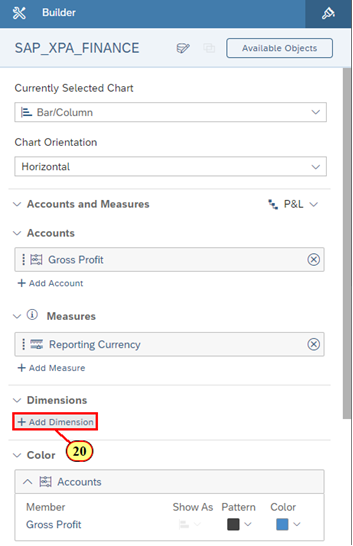 Builder
SAP_XPA_FINANCE
Available Objects
Currently Selected Chart
Bar/Column
Chart Orientation
Horizontal
Accounts and Measures P&L
Accounts
Gross Profit
+ Add Account
Measures
Reporting Currency
+ Add Measure
Dimensions
+ Add Dimension
20
Color
Accounts
Member Show As Pattern Color
Gross Profit